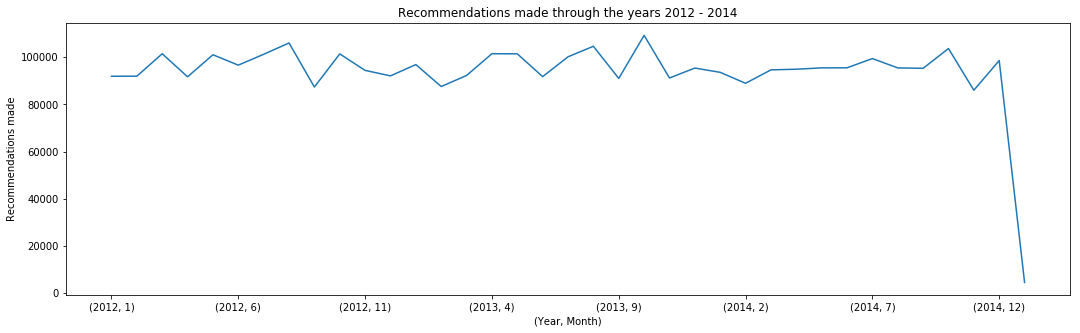 Recommendations made through the years 2012 - 2014
Recommendations made
100000
80000
60000
40000
20000
0
(2012, 1) (2012, 6) (2012, 11) (2013, 4) (2013, 9) (2014, 2) (2014, 7) (2014, 12)
(Year, Month)